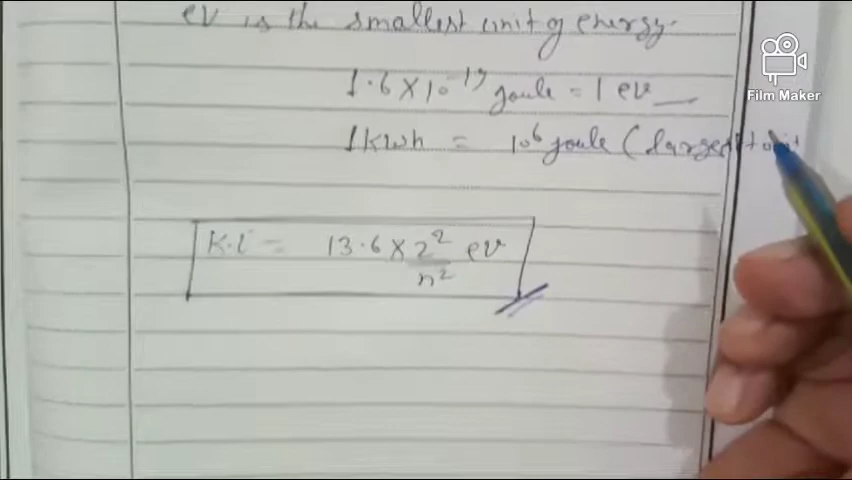 ev is the smallest unit of energy.
1.6 × 10⁻¹⁹ joule = 1 ev
1 kwh = 10⁶ joule (largest unit
K.E = 13.6 × z²/n² ev
Film Maker